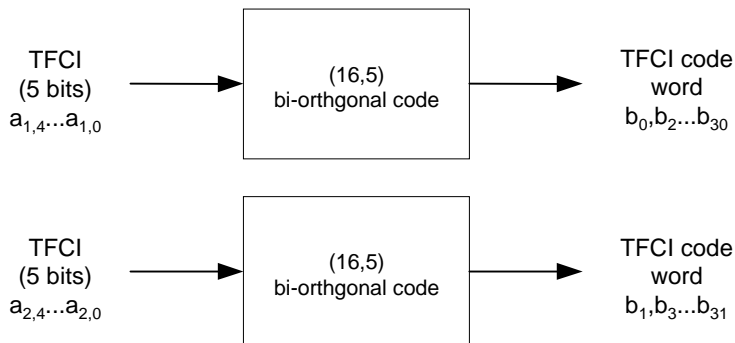 TFCI
(5 bits)
a1,4...a1,0
(16,5)
bi-orthgonal code
TFCI code
word
b0,b2...b30
TFCI
(5 bits)
a2,4...a2,0
(16,5)
bi-orthgonal code
TFCI code
word
b1,b3...b31